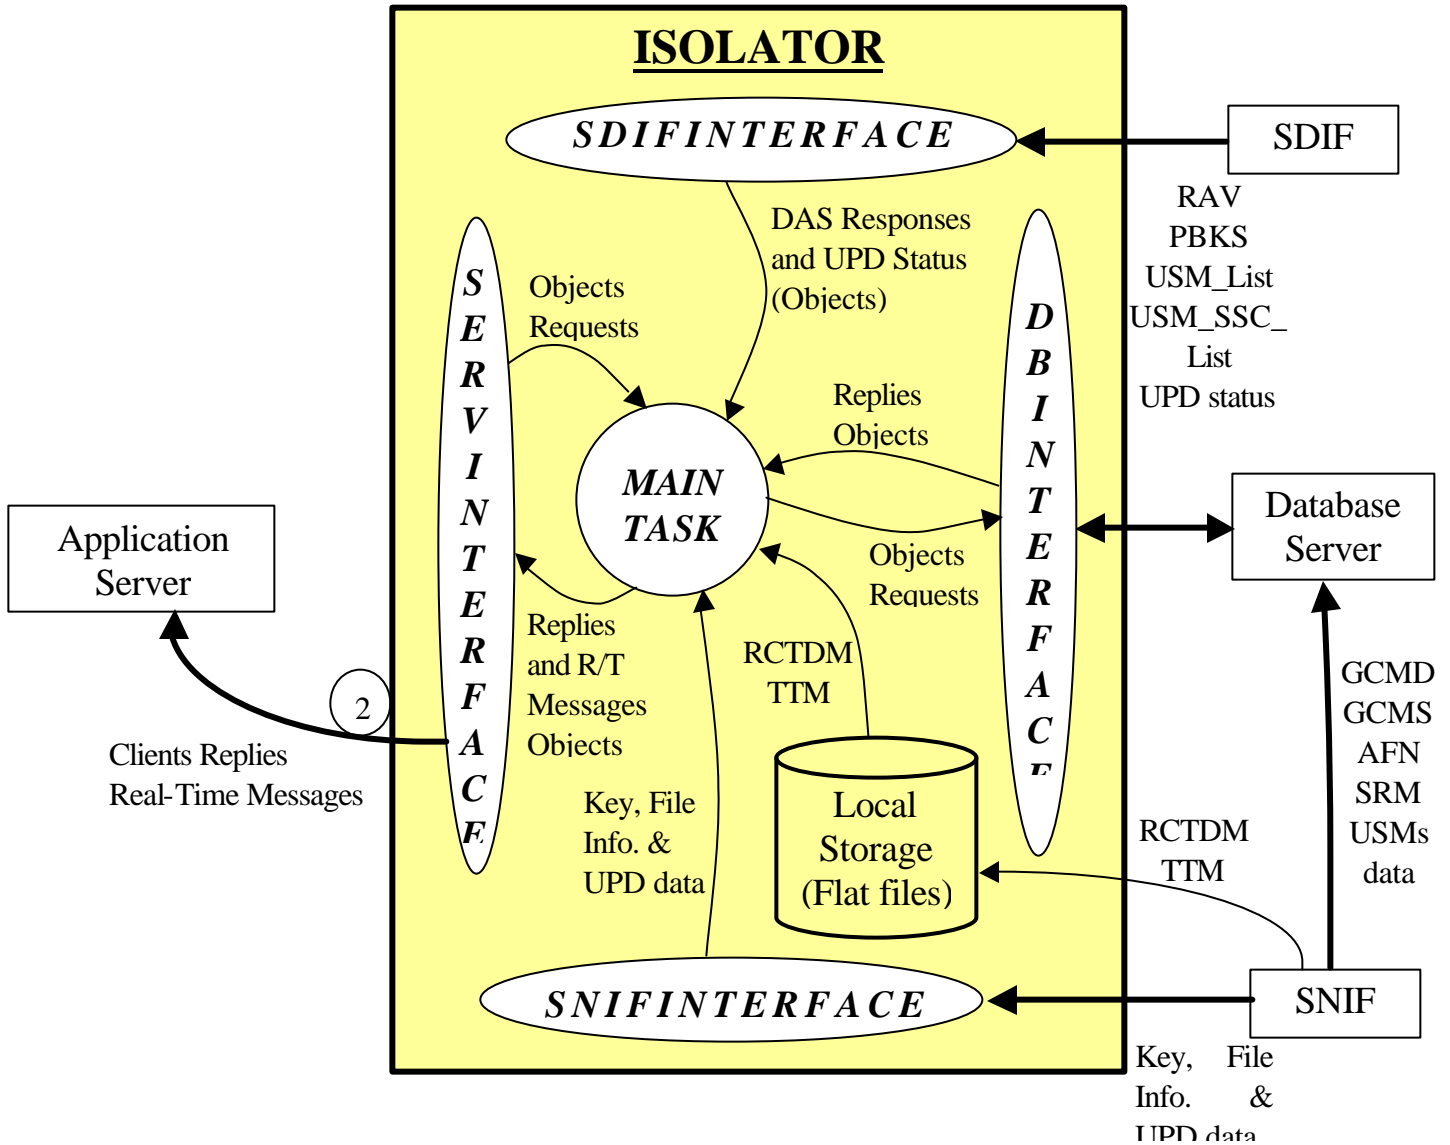 ISOLATOR
SDIFINTERFACE
SDIF
RAV
PBKS
USM_List
USM_SSC_
List
UPD status
DAS Responses
and UPD Status
(Objects)
SERVINTERFACE
Objects
Requests
DBINTERFACE
Replies
Objects
MAIN
TASK
Application
Server
Database
Server
Objects
Requests
Replies
and R/T
Messages
Objects
RCTDM
TTM
2
Clients Replies
Real-Time Messages
GCMD
GCMS
AFN
SRM
USMs
data
Key, File
Info. &
UPD data
Local
Storage
(Flat files)
RCTDM
TTM
SNIFINTERFACE
SNIF
Key, File
Info. &
UPD data